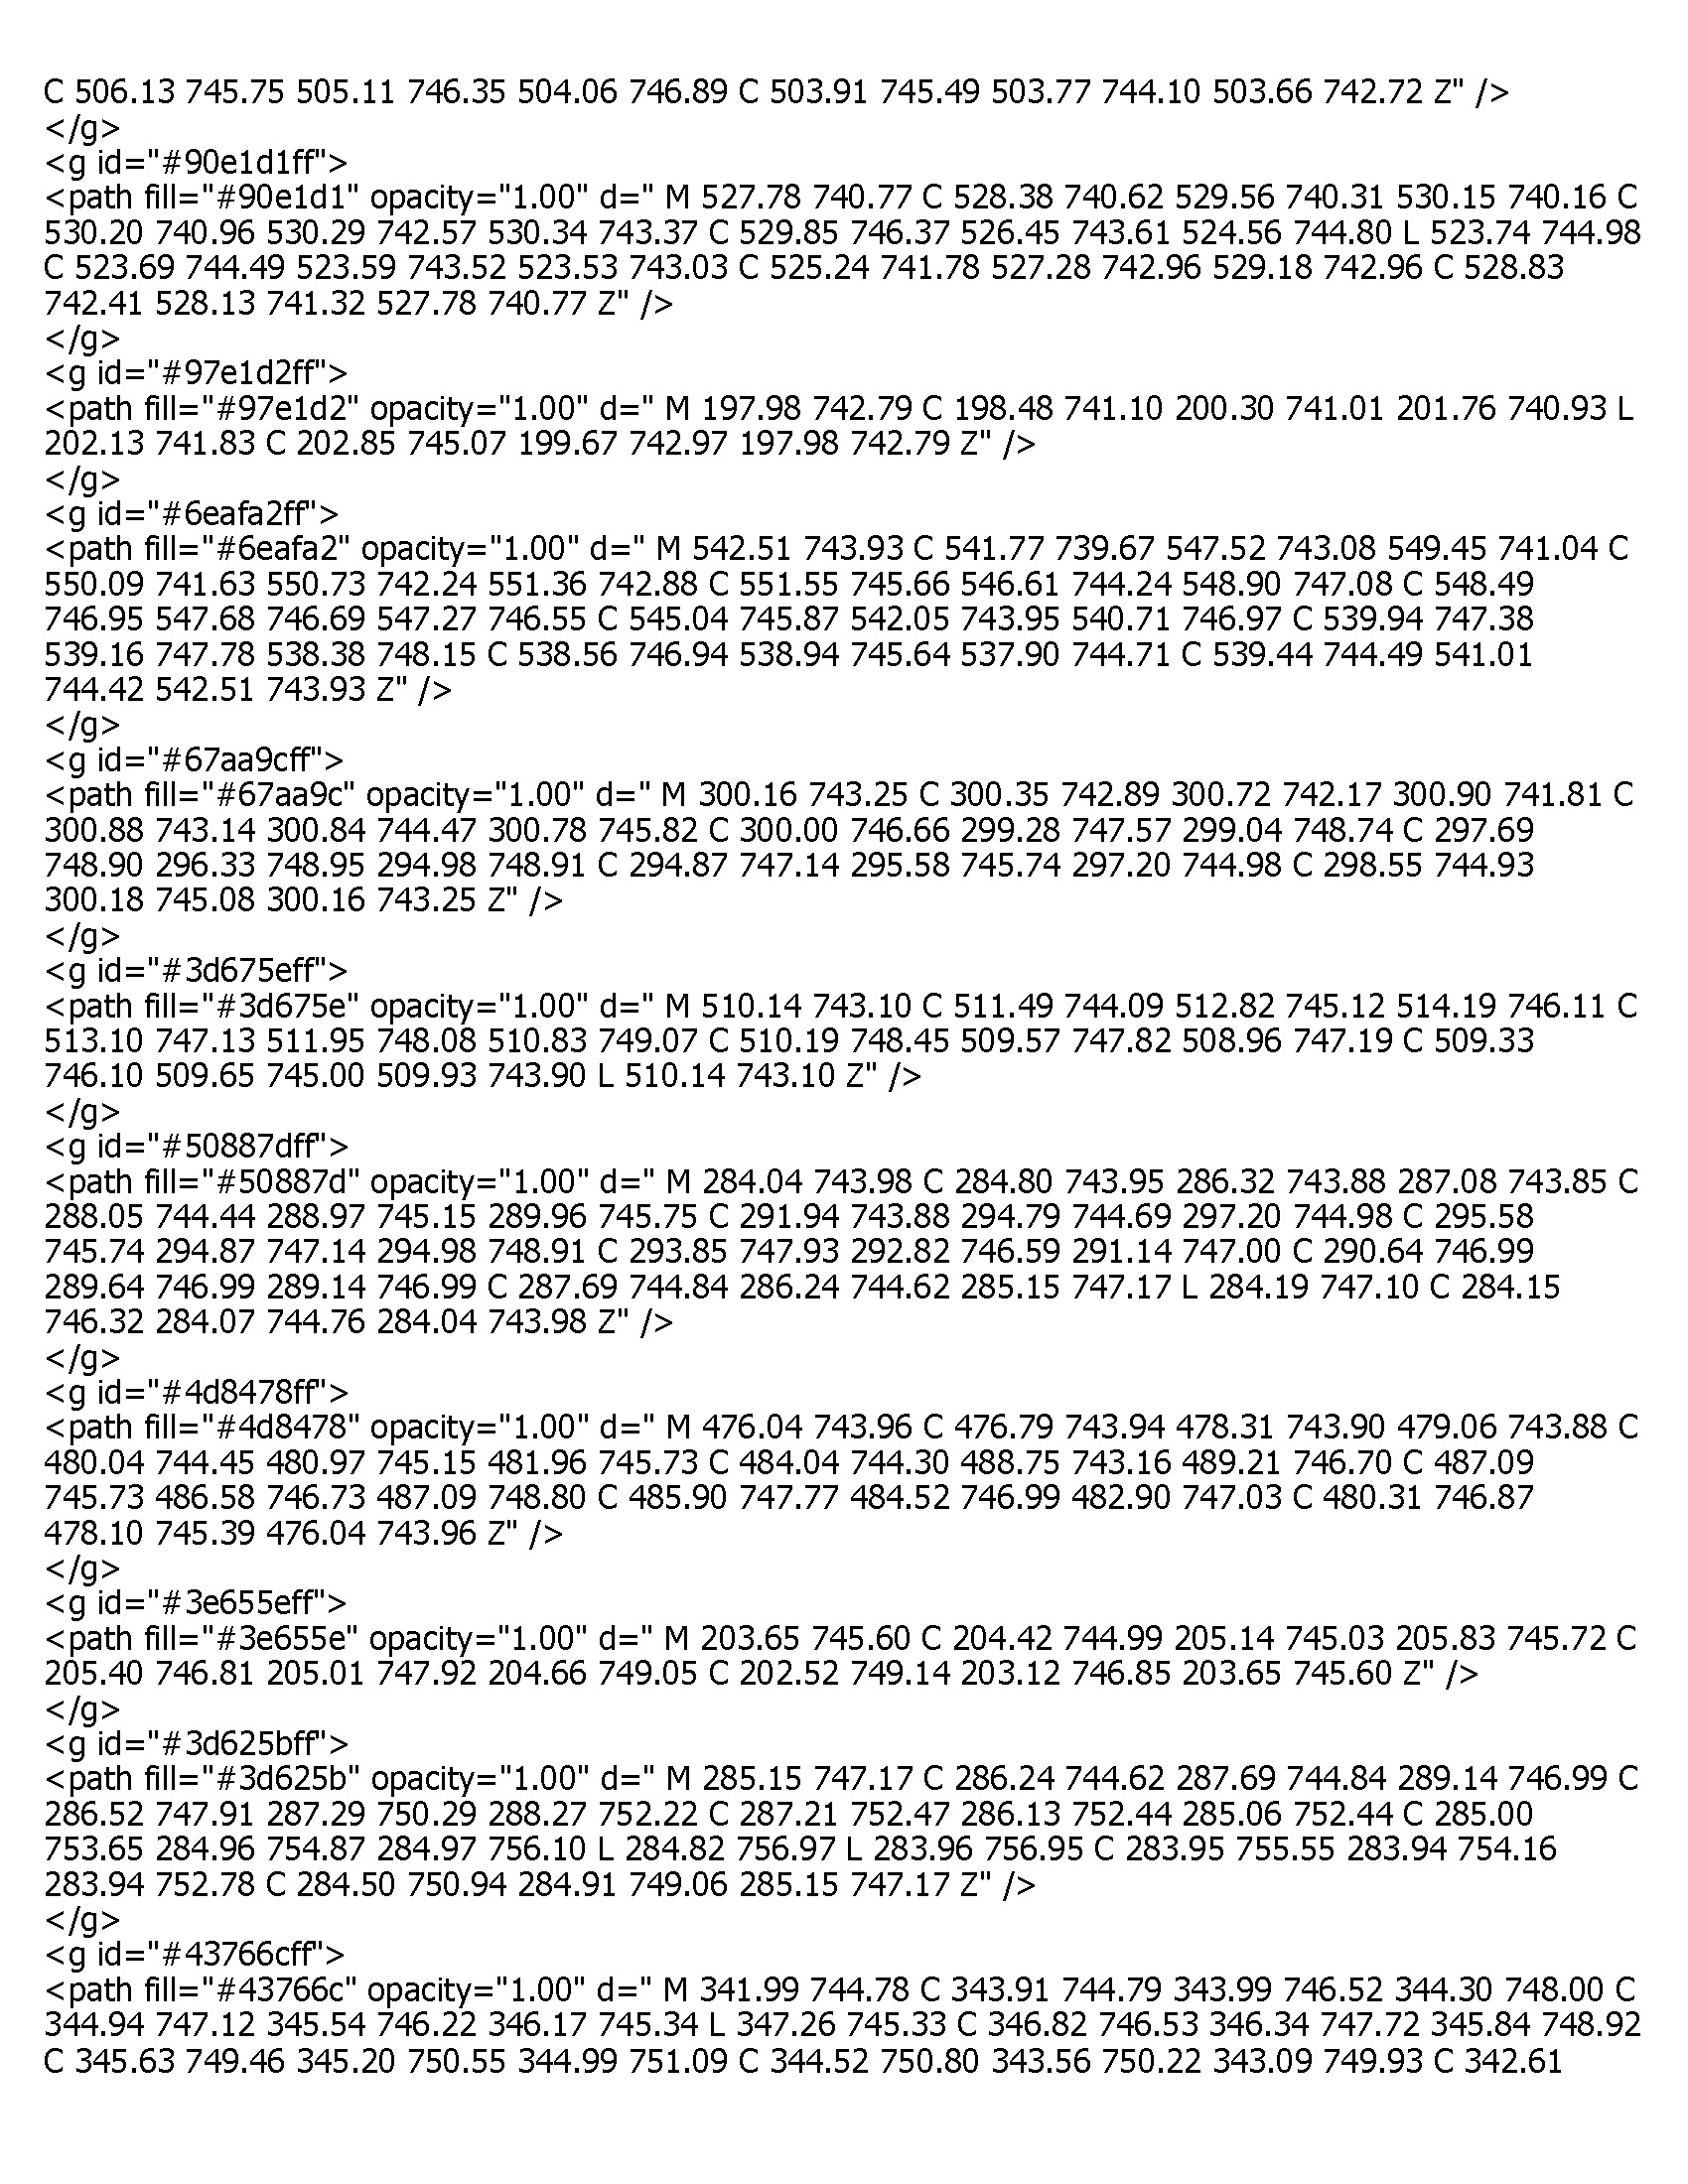 C 506.13 745.75 505.11 746.35 504.06 746.89 C 503.91 745.49 503.77 744.10 503.66 742.72 Z" />
</g>
<g id="#90e1d1ff">
<path fill="#90e1d1" opacity="1.00" d=" M 527.78 740.77 C 528.38 740.62 529.56 740.31 530.15 740.16 C
530.20 740.96 530.29 742.57 530.34 743.37 C 529.85 746.37 526.45 743.61 524.56 744.80 L 523.74 744.98
C 523.69 744.49 523.59 743.52 523.53 743.03 C 525.24 741.78 527.28 742.96 529.18 742.96 C 528.83
742.41 528.13 741.32 527.78 740.77 Z" />
</g>
<g id="#97e1d2ff">
<path fill="#97e1d2" opacity="1.00" d=" M 197.98 742.79 C 198.48 741.10 200.30 741.01 201.76 740.93 L
202.13 741.83 C 202.85 745.07 199.67 742.97 197.98 742.79 Z" />
</g>
<g id="#6eafa2ff">
<path fill="#6eafa2" opacity="1.00" d=" M 542.51 743.93 C 541.77 739.67 547.52 743.08 549.45 741.04 C
550.09 741.63 550.73 742.24 551.36 742.88 C 551.55 745.66 546.61 744.24 548.90 747.08 C 548.49
746.95 547.68 746.69 547.27 746.55 C 545.04 745.87 542.05 743.95 540.71 746.97 C 539.94 747.38
539.16 747.78 538.38 748.15 C 538.56 746.94 538.94 745.64 537.90 744.71 C 539.44 744.49 541.01
744.42 542.51 743.93 Z" />
</g>
<g id="#67aa9cff">
<path fill="#67aa9c" opacity="1.00" d=" M 300.16 743.25 C 300.35 742.89 300.72 742.17 300.90 741.81 C
300.88 743.14 300.84 744.47 300.78 745.82 C 300.00 746.66 299.28 747.57 299.04 748.74 C 297.69
748.90 296.33 748.95 294.98 748.91 C 294.87 747.14 295.58 745.74 297.20 744.98 C 298.55 744.93
300.18 745.08 300.16 743.25 Z" />
</g>
<g id="#3d675eff">
<path fill="#3d675e" opacity="1.00" d=" M 510.14 743.10 C 511.49 744.09 512.82 745.12 514.19 746.11 C
513.10 747.13 511.95 748.08 510.83 749.07 C 510.19 748.45 509.57 747.82 508.96 747.19 C 509.33
746.10 509.65 745.00 509.93 743.90 L 510.14 743.10 Z" />
</g>
<g id="#50887dff">
<path fill="#50887d" opacity="1.00" d=" M 284.04 743.98 C 284.80 743.95 286.32 743.88 287.08 743.85 C
288.05 744.44 288.97 745.15 289.96 745.75 C 291.94 743.88 294.79 744.69 297.20 744.98 C 295.58
745.74 294.87 747.14 294.98 748.91 C 293.85 747.93 292.82 746.59 291.14 747.00 C 290.64 746.99
289.64 746.99 289.14 746.99 C 287.69 744.84 286.24 744.62 285.15 747.17 L 284.19 747.10 C 284.15
746.32 284.07 744.76 284.04 743.98 Z" />
</g>
<g id="#4d8478ff">
<path fill="#4d8478" opacity="1.00" d=" M 476.04 743.96 C 476.79 743.94 478.31 743.90 479.06 743.88 C
480.04 744.45 480.97 745.15 481.96 745.73 C 484.04 744.30 488.75 743.16 489.21 746.70 C 487.09
745.73 486.58 746.73 487.09 748.80 C 485.90 747.77 484.52 746.99 482.90 747.03 C 480.31 746.87
478.10 745.39 476.04 743.96 Z" />
</g>
<g id="#3e655eff">
<path fill="#3e655e" opacity="1.00" d=" M 203.65 745.60 C 204.42 744.99 205.14 745.03 205.83 745.72 C
205.40 746.81 205.01 747.92 204.66 749.05 C 202.52 749.14 203.12 746.85 203.65 745.60 Z" />
</g>
<g id="#3d625bff">
<path fill="#3d625b" opacity="1.00" d=" M 285.15 747.17 C 286.24 744.62 287.69 744.84 289.14 746.99 C
286.52 747.91 287.29 750.29 288.27 752.22 C 287.21 752.47 286.13 752.44 285.06 752.44 C 285.00
753.65 284.96 754.87 284.97 756.10 L 284.82 756.97 L 283.96 756.95 C 283.95 755.55 283.94 754.16
283.94 752.78 C 284.50 750.94 284.91 749.06 285.15 747.17 Z" />
</g>
<g id="#43766cff">
<path fill="#43766c" opacity="1.00" d=" M 341.99 744.78 C 343.91 744.79 343.99 746.52 344.30 748.00 C
344.94 747.12 345.54 746.22 346.17 745.34 L 347.26 745.33 C 346.82 746.53 346.34 747.72 345.84 748.92
C 345.63 749.46 345.20 750.55 344.99 751.09 C 344.52 750.80 343.56 750.22 343.09 749.93 C 342.61